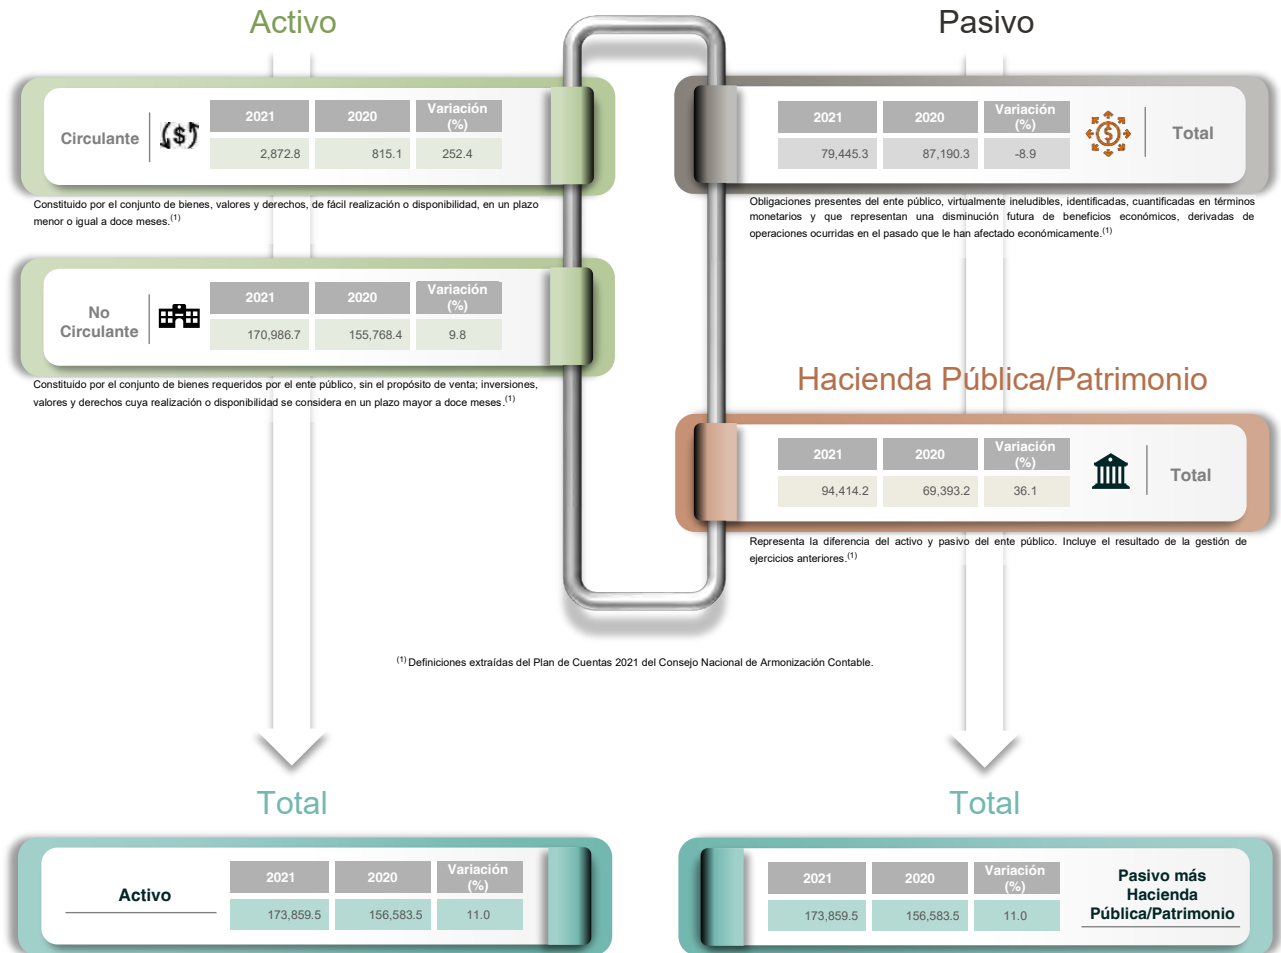 Activo
Circulante
2021 2020 Variación (%)
2,872.8 815.1 252.4
Constituido por el conjunto de bienes, valores y derechos, de fácil realización o disponibilidad, en un plazo
menor o igual a doce meses.(1)
No
Circulante
2021 2020 Variación (%)
170,986.7 155,768.4 9.8
Constituido por el conjunto de bienes requeridos por el ente público, sin el propósito de venta; inversiones,
valores y derechos cuya realización o disponibilidad se considera en un plazo mayor a doce meses.(1)
Pasivo
2021 2020 Variación (%)
79,445.3 87,190.3 -8.9
Total
Obligaciones presentes del ente público, virtualmente ineludibles, identificadas, cuantificadas en términos
monetarios y que representan una disminución futura de beneficios económicos, derivadas de
operaciones ocurridas en el pasado que le han afectado económicamente.(1)
Hacienda Pública/Patrimonio
2021 2020 Variación (%)
94,414.2 69,393.2 36.1
Total
Representa la diferencia del activo y pasivo del ente público. Incluye el resultado de la gestión de
ejercicios anteriores.(1)
(1) Definiciones extraídas del Plan de Cuentas 2021 del Consejo Nacional de Armonización Contable.
Total
Activo
2021 2020 Variación (%)
173,859.5 156,583.5 11.0
Total
2021 2020 Variación (%)
173,859.5 156,583.5 11.0
Pasivo más
Hacienda
Pública/Patrimonio